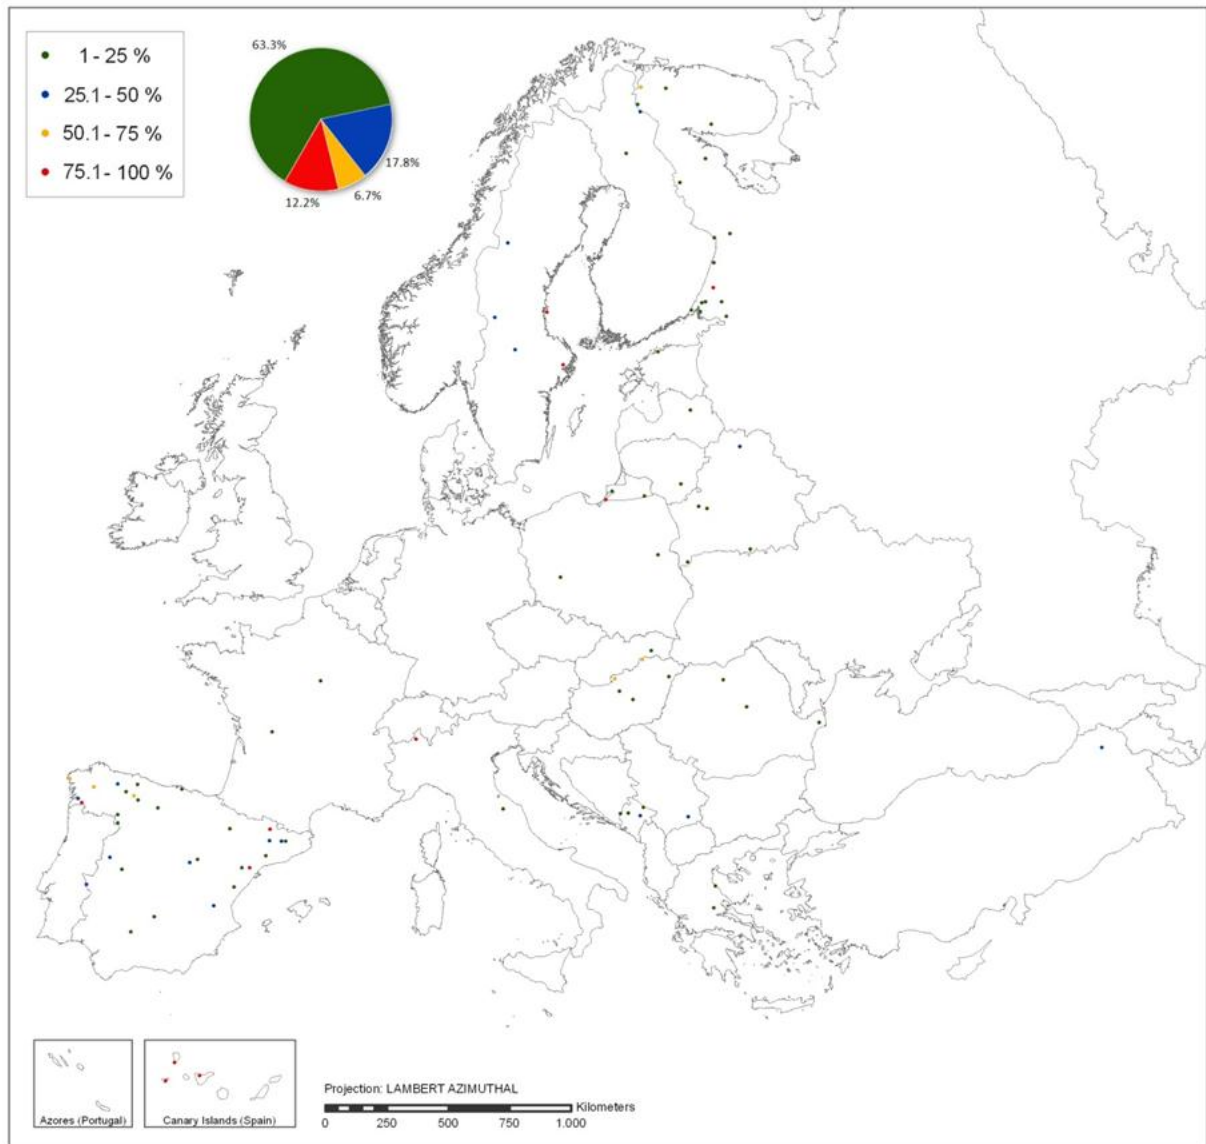 1 - 25 %
25.1 - 50 %
50.1 - 75 %
75.1 - 100 %
63.3%
17.8%
6.7%
12.2%
Azores (Portugal)
Canary Islands (Spain)
Projection: LAMBERT AZIMUTHAL
Kilometers
0 250 500 750 1.000